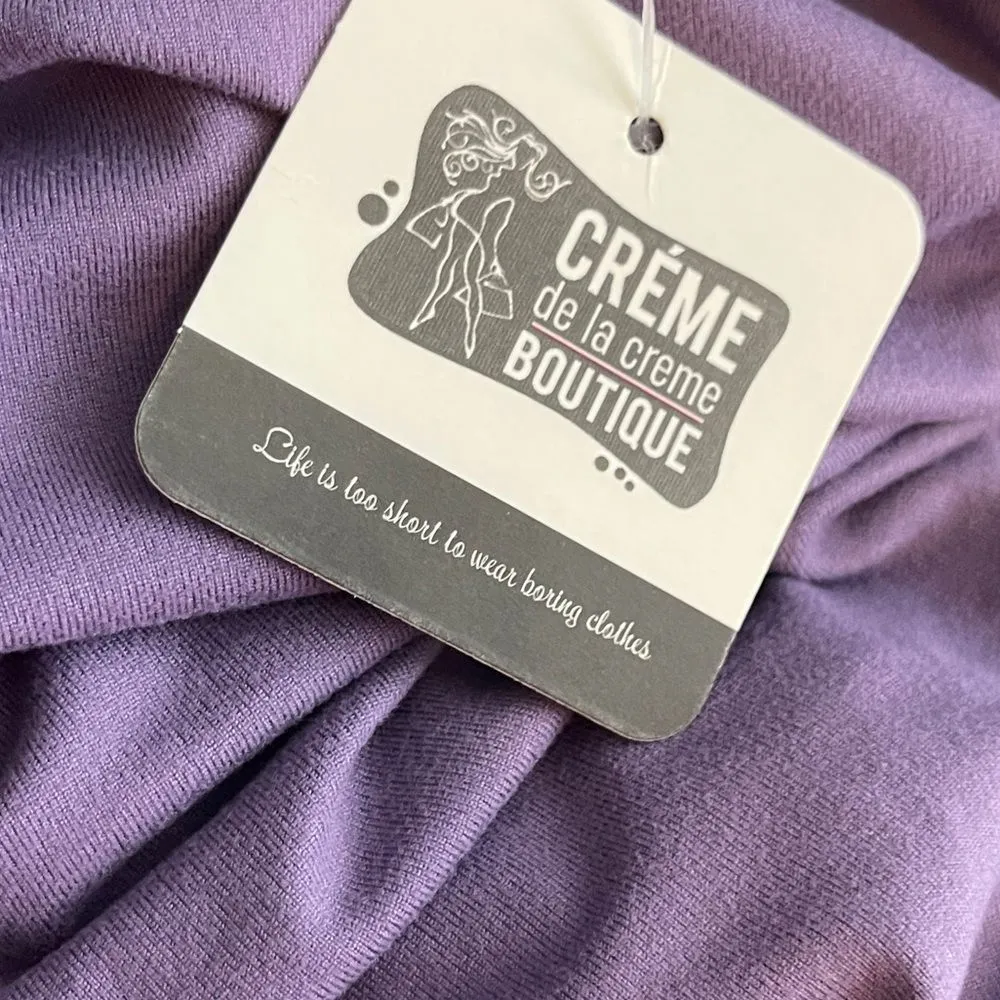 CRÉME
de la creme
BOUTIQUE
Life is too short to wear boring clothes